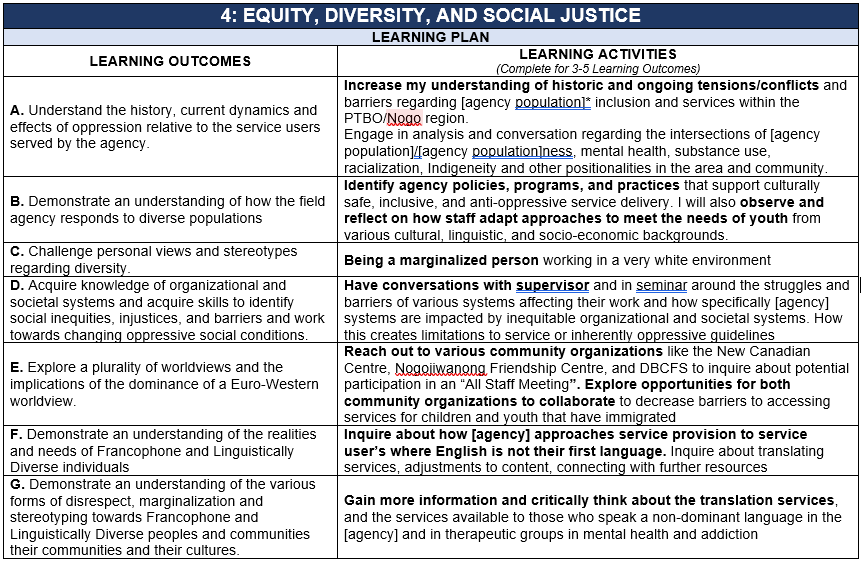 4: EQUITY, DIVERSITY, AND SOCIAL JUSTICE
LEARNING PLAN
LEARNING OUTCOMES
LEARNING ACTIVITIES
(Complete for 3-5 Learning Outcomes)
A. Understand the history, current dynamics and
effects of oppression relative to the service users
served by the agency.
Increase my understanding of historic and ongoing tensions/conflicts and
barriers regarding [agency population]* inclusion and services within the
PTBO/Nogo region.
Engage in analysis and conversation regarding the intersections of [agency
population]/[agency population]ness, mental health, substance use,
racialization, Indigeneity and other positionalities in the area and community.
B. Demonstrate an understanding of how the field
agency responds to diverse populations
Identify agency policies, programs, and practices that support culturally
safe, inclusive, and anti-oppressive service delivery. I will also observe and
reflect on how staff adapt approaches to meet the needs of youth from
various cultural, linguistic, and socio-economic backgrounds.
C. Challenge personal views and stereotypes
regarding diversity.
Being a marginalized person working in a very white environment
D. Acquire knowledge of organizational and
societal systems and acquire skills to identify
social inequities, injustices, and barriers and work
towards changing oppressive social conditions.
Have conversations with supervisor and in seminar around the struggles and
barriers of various systems affecting their work and how specifically [agency]
systems are impacted by inequitable organizational and societal systems. How
this creates limitations to service or inherently oppressive guidelines
E. Explore a plurality of worldviews and the
implications of the dominance of a Euro-Western
worldview.
Reach out to various community organizations like the New Canadian
Centre, Nogojiwanong Friendship Centre, and DBCFS to inquire about potential
participation in an “All Staff Meeting”. Explore opportunities for both
community organizations to collaborate to decrease barriers to accessing
services for children and youth that have immigrated
F. Demonstrate an understanding of the realities
and needs of Francophone and Linguistically
Diverse individuals
Inquire about how [agency] approaches service provision to service
user’s where English is not their first language. Inquire about translating
services, adjustments to content, connecting with further resources
G. Demonstrate an understanding of the various
forms of disrespect, marginalization and
stereotyping towards Francophone and
Linguistically Diverse peoples and communities
their communities and their cultures.
Gain more information and critically think about the translation services,
and the services available to those who speak a non-dominant language in the
[agency] and in therapeutic groups in mental health and addiction